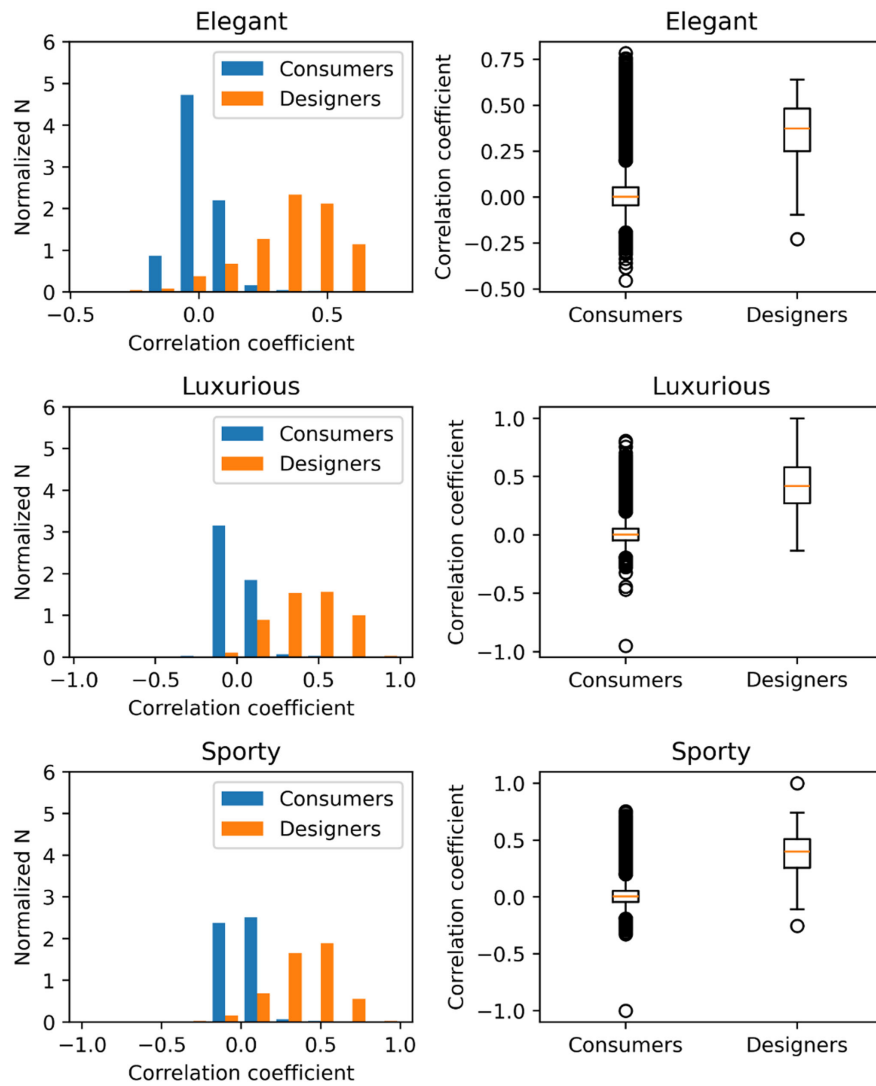 Elegant
6
5
4
3
2
1
0
Normalized N
Consumers
Designers
−0.5 0.0 0.5
Correlation coefficient
Elegant
0.75
0.50
0.25
0.00
−0.25
−0.50
Correlation coefficient
Consumers Designers
Luxurious
6
5
4
3
2
1
0
Normalized N
Consumers
Designers
−1.0 −0.5 0.0 0.5 1.0
Correlation coefficient
Luxurious
1.0
0.5
0.0
−0.5
−1.0
Correlation coefficient
Consumers Designers
Sporty
6
5
4
3
2
1
0
Normalized N
Consumers
Designers
−1.0 −0.5 0.0 0.5 1.0
Correlation coefficient
Sporty
1.0
0.5
0.0
−0.5
−1.0
Correlation coefficient
Consumers Designers